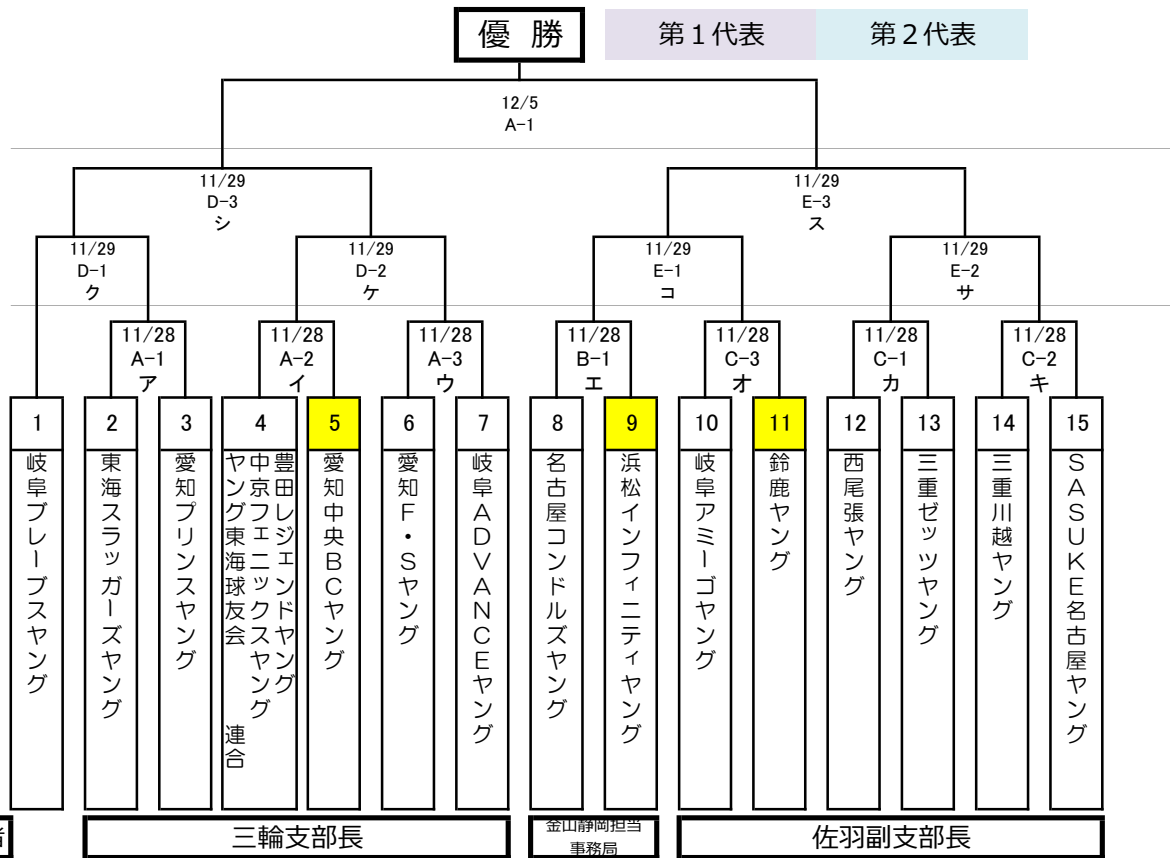 優 勝
第１代表
第２代表
12/5
A-1
11/29
D-3
シ
11/29
E-3
ス
11/29
D-1
ク
11/29
D-2
ケ
11/29
E-1
コ
11/29
E-2
サ
11/28
A-1
ア
11/28
A-2
イ
11/28
A-3
ウ
11/28
B-1
エ
11/28
C-3
オ
11/28
C-1
カ
11/28
C-2
キ
1
2
3
4
5
6
7
8
9
10
11
12
13
14
15
岐阜ブレーブスヤング
東海スラッガーズヤング
愛知プリンスヤング
豊田レジェンドヤング
中京フェニックスヤング
ヤング東海球友会 連合
愛知中央ＢＣヤング
愛知Ｆ・Ｓヤング
岐阜ＡＤＶＡＮＣＥヤング
名古屋コンドルズヤング
浜松インフィニティヤング
岐阜アミーゴヤング
鈴鹿ヤング
西尾張ヤング
三重ゼッツヤング
三重川越ヤング
ＳＡＳＵＫＥ名古屋ヤング
三輪支部長
金山静岡担当
事務局
佐羽副支部長